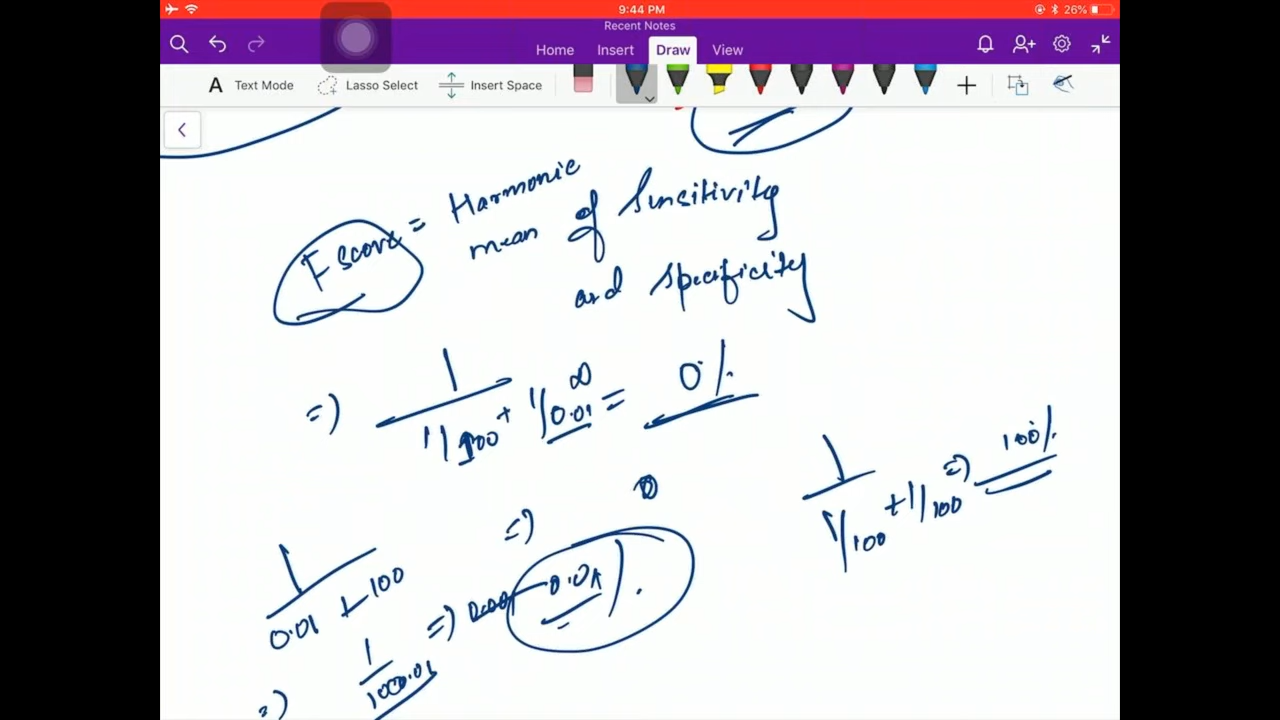 9:44 PM
26%
Recent Notes
Home Insert Draw View
A Text Mode Lasso Select Insert Space
F score = Harmonic
mean of Sensitivity
and specificity
=) 1
1/100 + 1/0.01 = 0%
∞
1
1/100 + 1/100 =) 100%
=) 0
1
0.01 + 100
=) 0.01%
1
100.01
=)